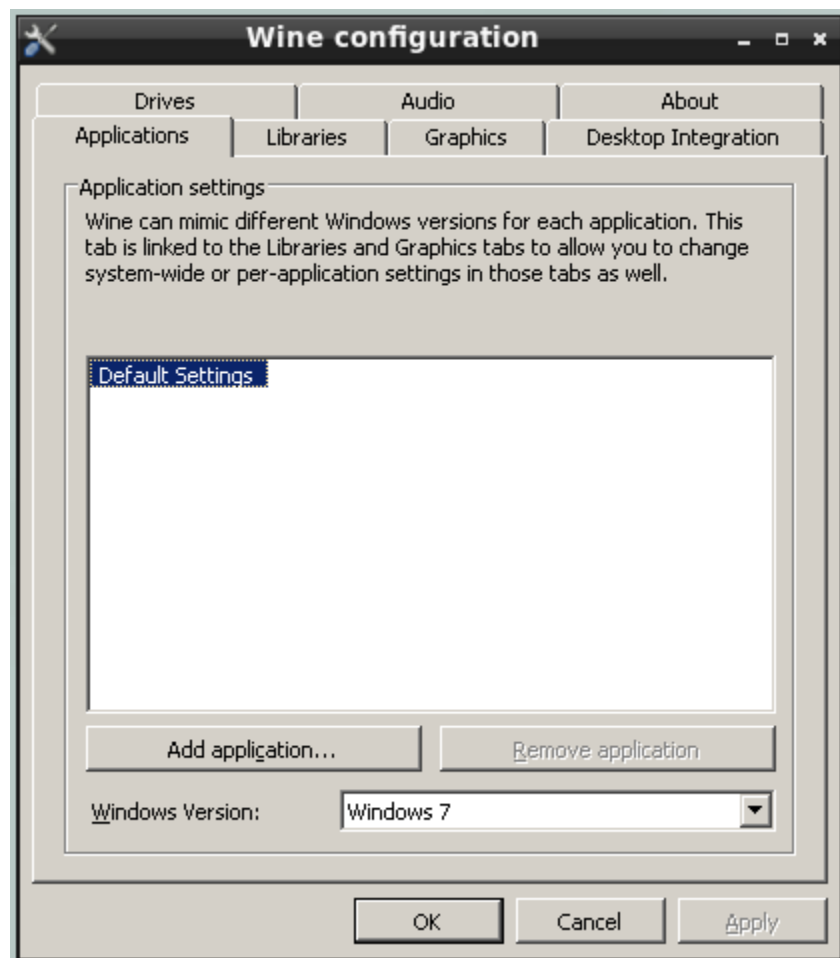 Wine configuration
Drives
Audio
About
Applications
Libraries
Graphics
Desktop Integration
Application settings
Wine can mimic different Windows versions for each application. This
tab is linked to the Libraries and Graphics tabs to allow you to change
system-wide or per-application settings in those tabs as well.
Default Settings
Add application...
Remove application
Windows Version:
Windows 7
OK
Cancel
Apply